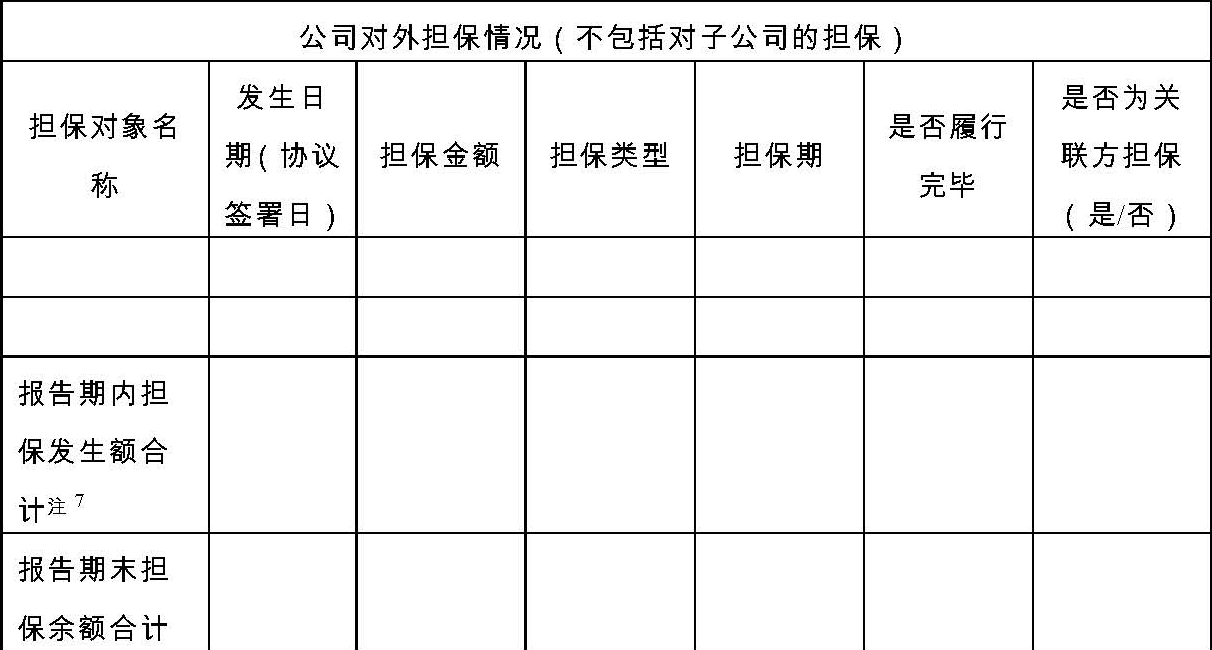 公司对外担保情况（不包括对子公司的担保）
担保对象名
称
发生日
期（协议
签署日）
担保金额
担保类型
担保期
是否履行
完毕
是否为关
联方担保
（是/否）
报告期内担
保发生额合
计注 7
报告期末担
保余额合计